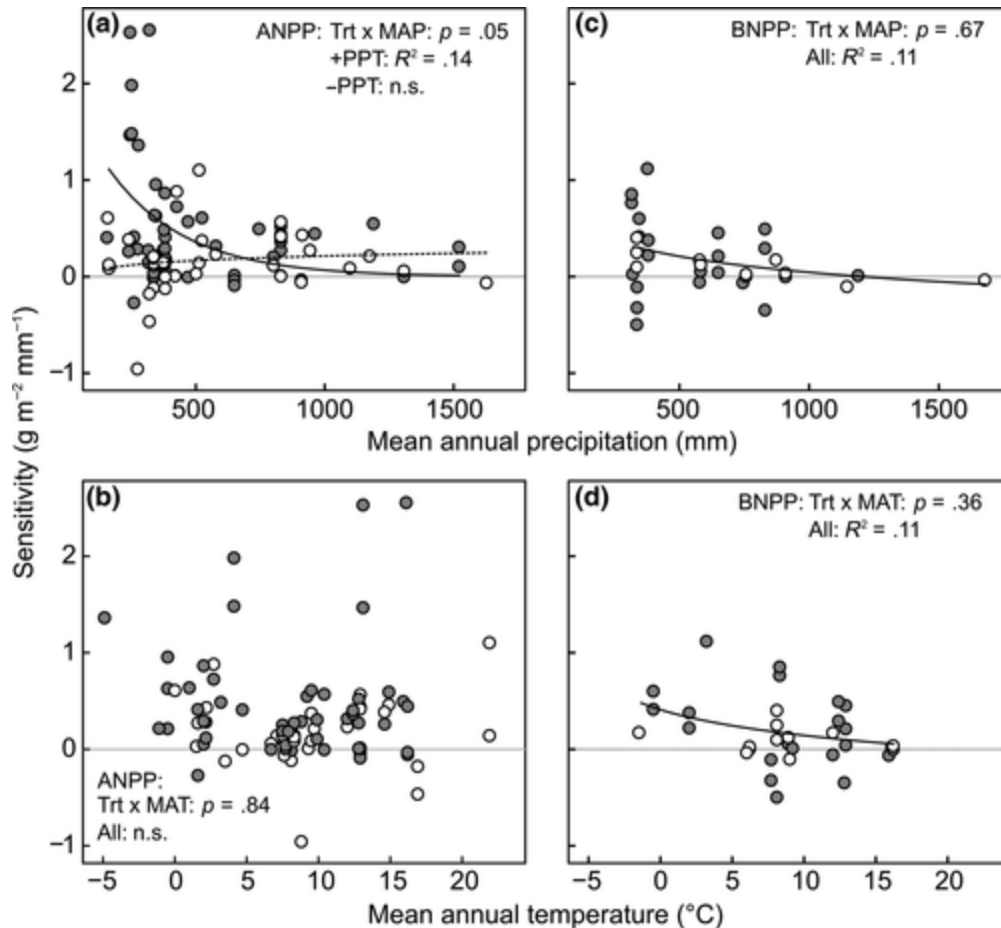 (a)
ANPP: Trt x MAP: p = .05
+PPT: R² = .14
−PPT: n.s.
2
1
0
−1
500
1000
1500
(c)
BNPP: Trt x MAP: p = .67
All: R² = .11
500
1000
1500
Mean annual precipitation (mm)
Sensitivity (g m⁻² mm⁻¹)
(b)
2
1
0
−1
ANPP:
Trt x MAT: p = .84
All: n.s.
−5
0
5
10
15
20
(d)
BNPP: Trt x MAT: p = .36
All: R² = .11
−5
0
5
10
15
20
Mean annual temperature (°C)